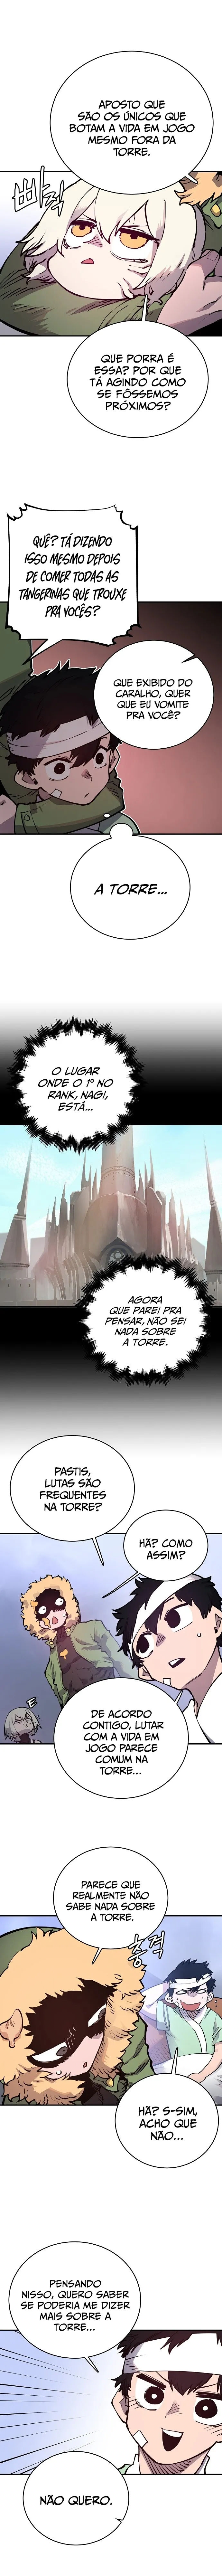 APOSTO QUE
SÃO OS ÚNICOS QUE
BOTAM A VIDA EM JOGO
MESMO FORA DA
TORRE.
QUE PORRA É
ESSA? POR QUE
TÁ AGINDO COMO
SE FÔSSEMOS
PRÓXIMOS?
QUÊ? TÁ DIZENDO
ISSO MESMO DEPOIS
DE COMER TODAS AS
TANGERINAS QUE TROUXE
PRA VOCÊS?
QUE EXIBIDO DO
CARALHO, QUER
QUE EU VOMITE
PRA VOCÊ?
A TORRE...
O LUGAR
ONDE O 1º NO
RANK, NAGI,
ESTÁ...
AGORA
QUE PAREI PRA
PENSAR, NÃO SEI
NADA SOBRE
A TORRE.
PASTIS,
LUTAS SÃO
FREQUENTES
NA TORRE?
HÃ? COMO
ASSIM?
DE ACORDO
CONTIGO, LUTAR
COM A VIDA EM
JOGO PARECE
COMUM NA
TORRE...
PARECE QUE
REALMENTE NÃO
SABE NADA SOBRE
A TORRE.
HÃ? S-SIM,
ACHO QUE
NÃO...
PENSANDO
NISSO, QUERO SABER
SE PODERIA ME DIZER
MAIS SOBRE A
TORRE...
NÃO QUERO.